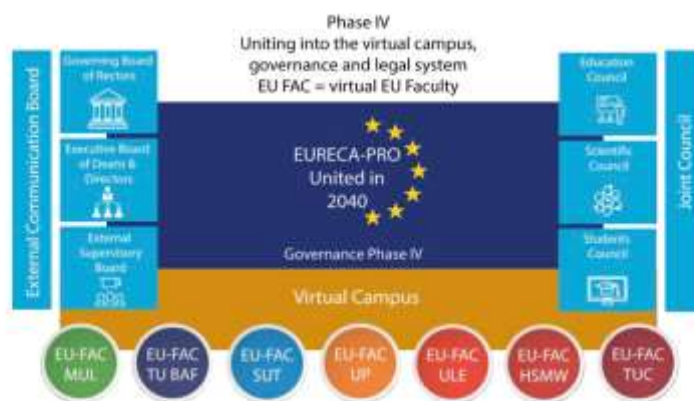 Phase IV
Uniting into the virtual campus,
governance and legal system
EU FAC = virtual EU Faculty
External Communication Board
Governing Board
of Rectors
Executive Board
of Deans &
Directors
External
Supervisory
Board
EURECA-PRO
United in
2040
Governance Phase IV
Virtual Campus
Education
Council
Scientific
Council
Students
Council
Joint Council
EU-FAC
MUL
EU-FAC
TU BAF
EU-FAC
SUT
EU-FAC
UP
EU-FAC
ULE
EU-FAC
HSMW
EU-FAC
TUC